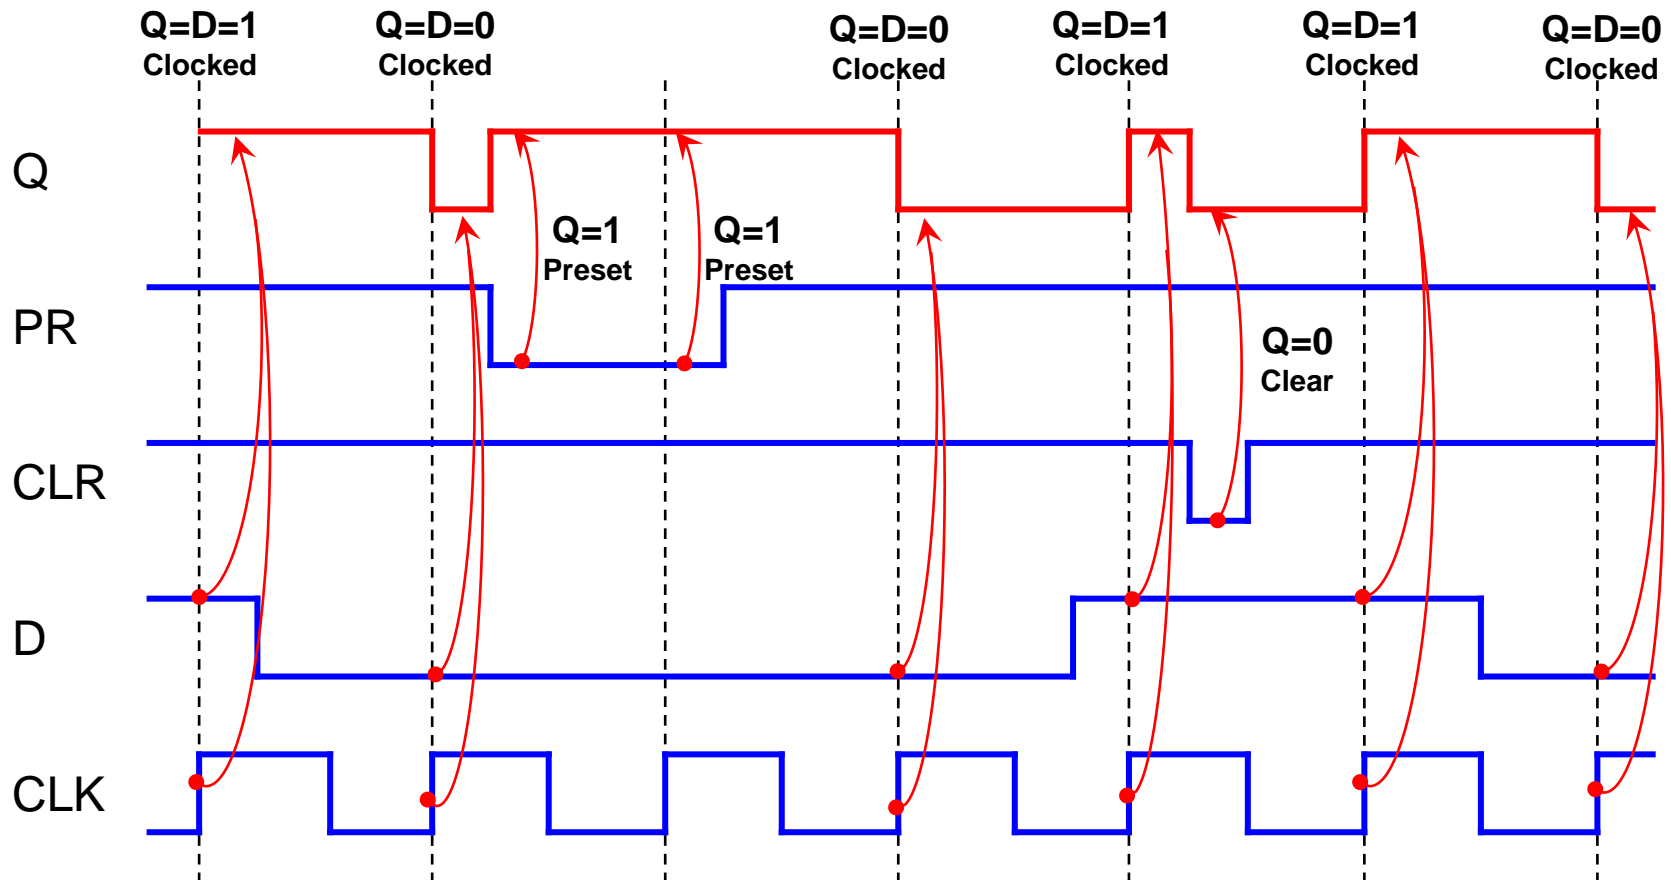 Q=D=1
Clocked
Q=D=0
Clocked
Q=D=0
Clocked
Q=D=1
Clocked
Q=D=1
Clocked
Q=D=0
Clocked
Q
Q=1
Preset
Q=1
Preset
PR
Q=0
Clear
CLR
D
CLK